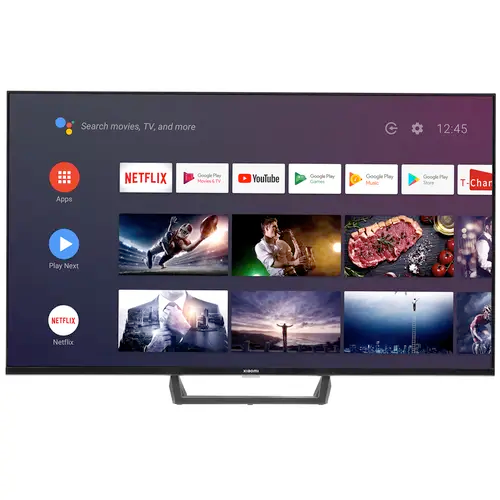 Search movies, TV, and more
12:45
NETFLIX
Google Play
Movies & TV
YouTube
Google Play
Games
Google Play
Music
Google Play
Store
T-Chan
Apps
Play Next
NETFLIX
Netflix
xiaomi